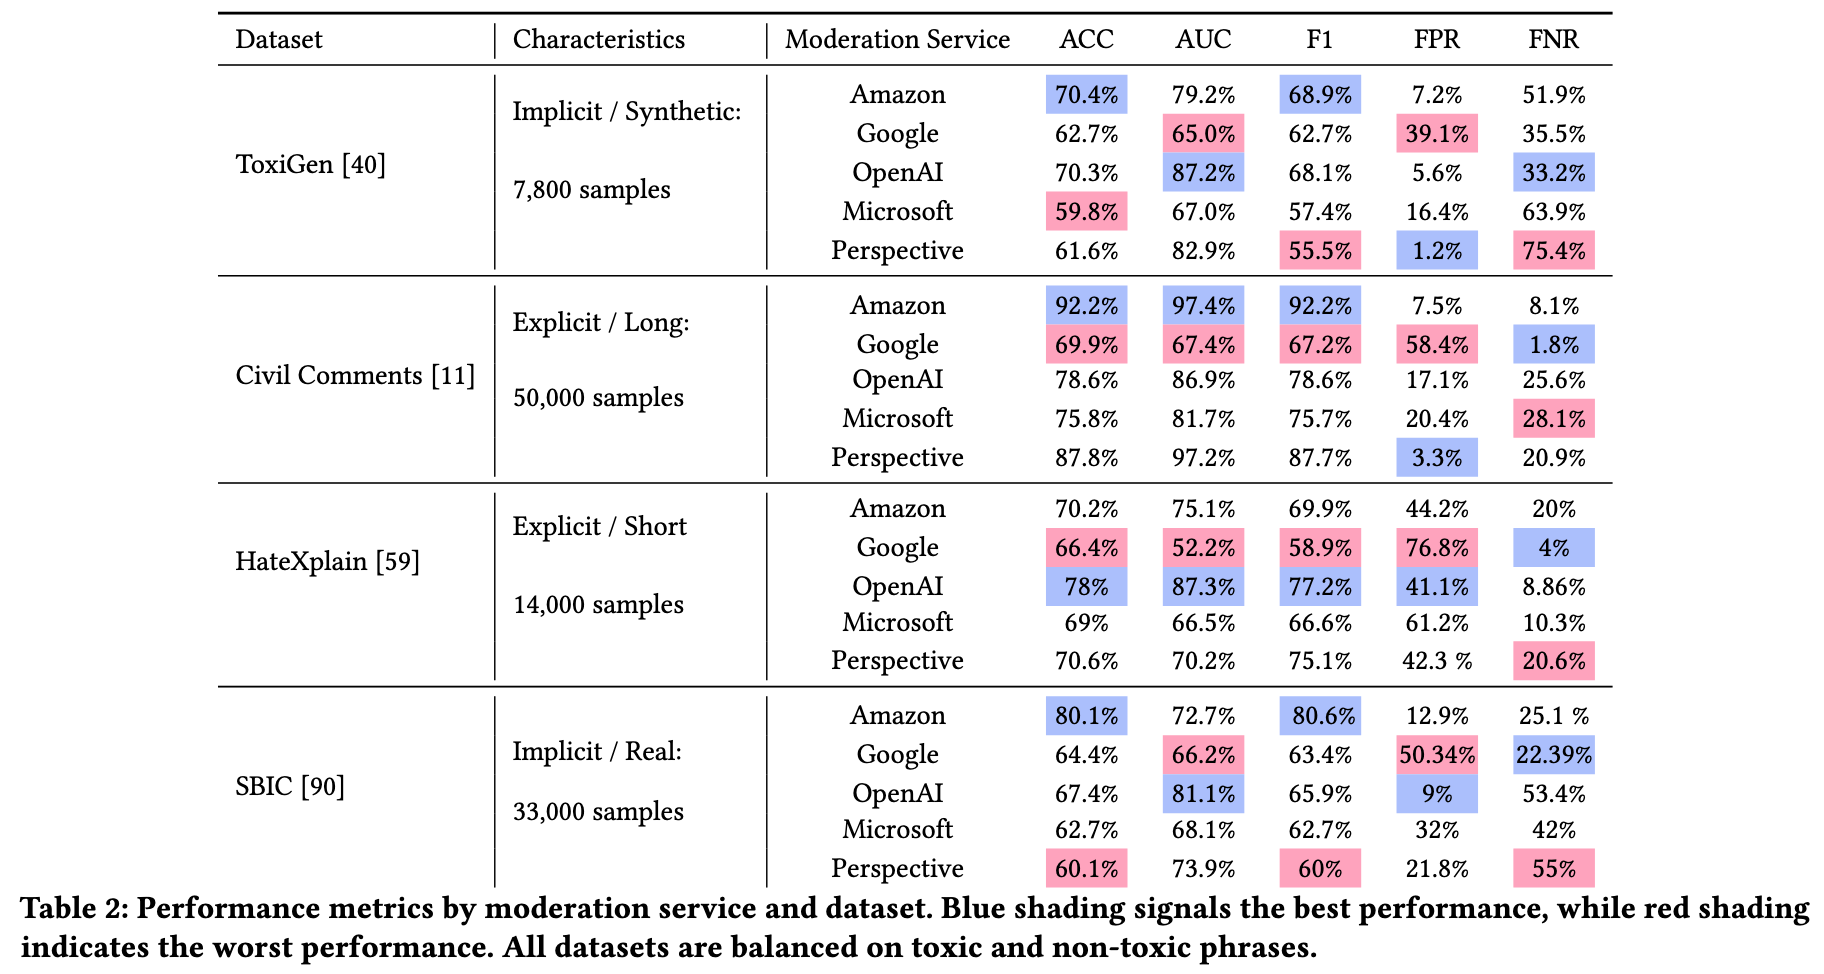 Dataset Characteristics Moderation Service ACC AUC F1 FPR FNR
ToxiGen [40]
Implicit / Synthetic:
7,800 samples
Amazon 70.4% 79.2% 68.9% 7.2% 51.9%
Google 62.7% 65.0% 62.7% 39.1% 35.5%
OpenAI 70.3% 87.2% 68.1% 5.6% 33.2%
Microsoft 59.8% 67.0% 57.4% 16.4% 63.9%
Perspective 61.6% 82.9% 55.5% 1.2% 75.4%
Civil Comments [11]
Explicit / Long:
50,000 samples
Amazon 92.2% 97.4% 92.2% 7.5% 8.1%
Google 69.9% 67.4% 67.2% 58.4% 1.8%
OpenAI 78.6% 86.9% 78.6% 17.1% 25.6%
Microsoft 75.8% 81.7% 75.7% 20.4% 28.1%
Perspective 87.8% 97.2% 87.7% 3.3% 20.9%
HateXplain [59]
Explicit / Short
14,000 samples
Amazon 70.2% 75.1% 69.9% 44.2% 20%
Google 66.4% 52.2% 58.9% 76.8% 4%
OpenAI 78% 87.3% 77.2% 41.1% 8.86%
Microsoft 69% 66.5% 66.6% 61.2% 10.3%
Perspective 70.6% 70.2% 75.1% 42.3 % 20.6%
SBIC [90]
Implicit / Real:
33,000 samples
Amazon 80.1% 72.7% 80.6% 12.9% 25.1 %
Google 64.4% 66.2% 63.4% 50.34% 22.39%
OpenAI 67.4% 81.1% 65.9% 9% 53.4%
Microsoft 62.7% 68.1% 62.7% 32% 42%
Perspective 60.1% 73.9% 60% 21.8% 55%
Table 2: Performance metrics by moderation service and dataset. Blue shading signals the best performance, while red shading
indicates the worst performance. All datasets are balanced on toxic and non-toxic phrases.